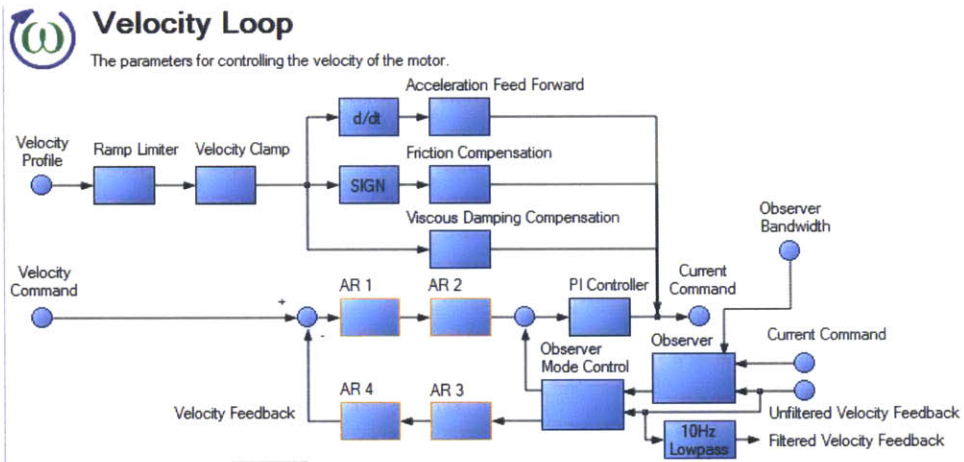 ω
Velocity Loop
The parameters for controlling the velocity of the motor.
Acceleration Feed Forward
d/dt
Velocity
Profile
Ramp Limiter
Velocity Clamp
Friction Compensation
SIGN
Viscous Damping Compensation
Observer
Bandwidth
Velocity
Command
+
-
AR 1
AR 2
PI Controller
Current
Command
Observer
Mode Control
Observer
Current Command
AR 4
AR 3
Velocity Feedback
Unfiltered Velocity Feedback
10Hz
Lowpass
Filtered Velocity Feedback